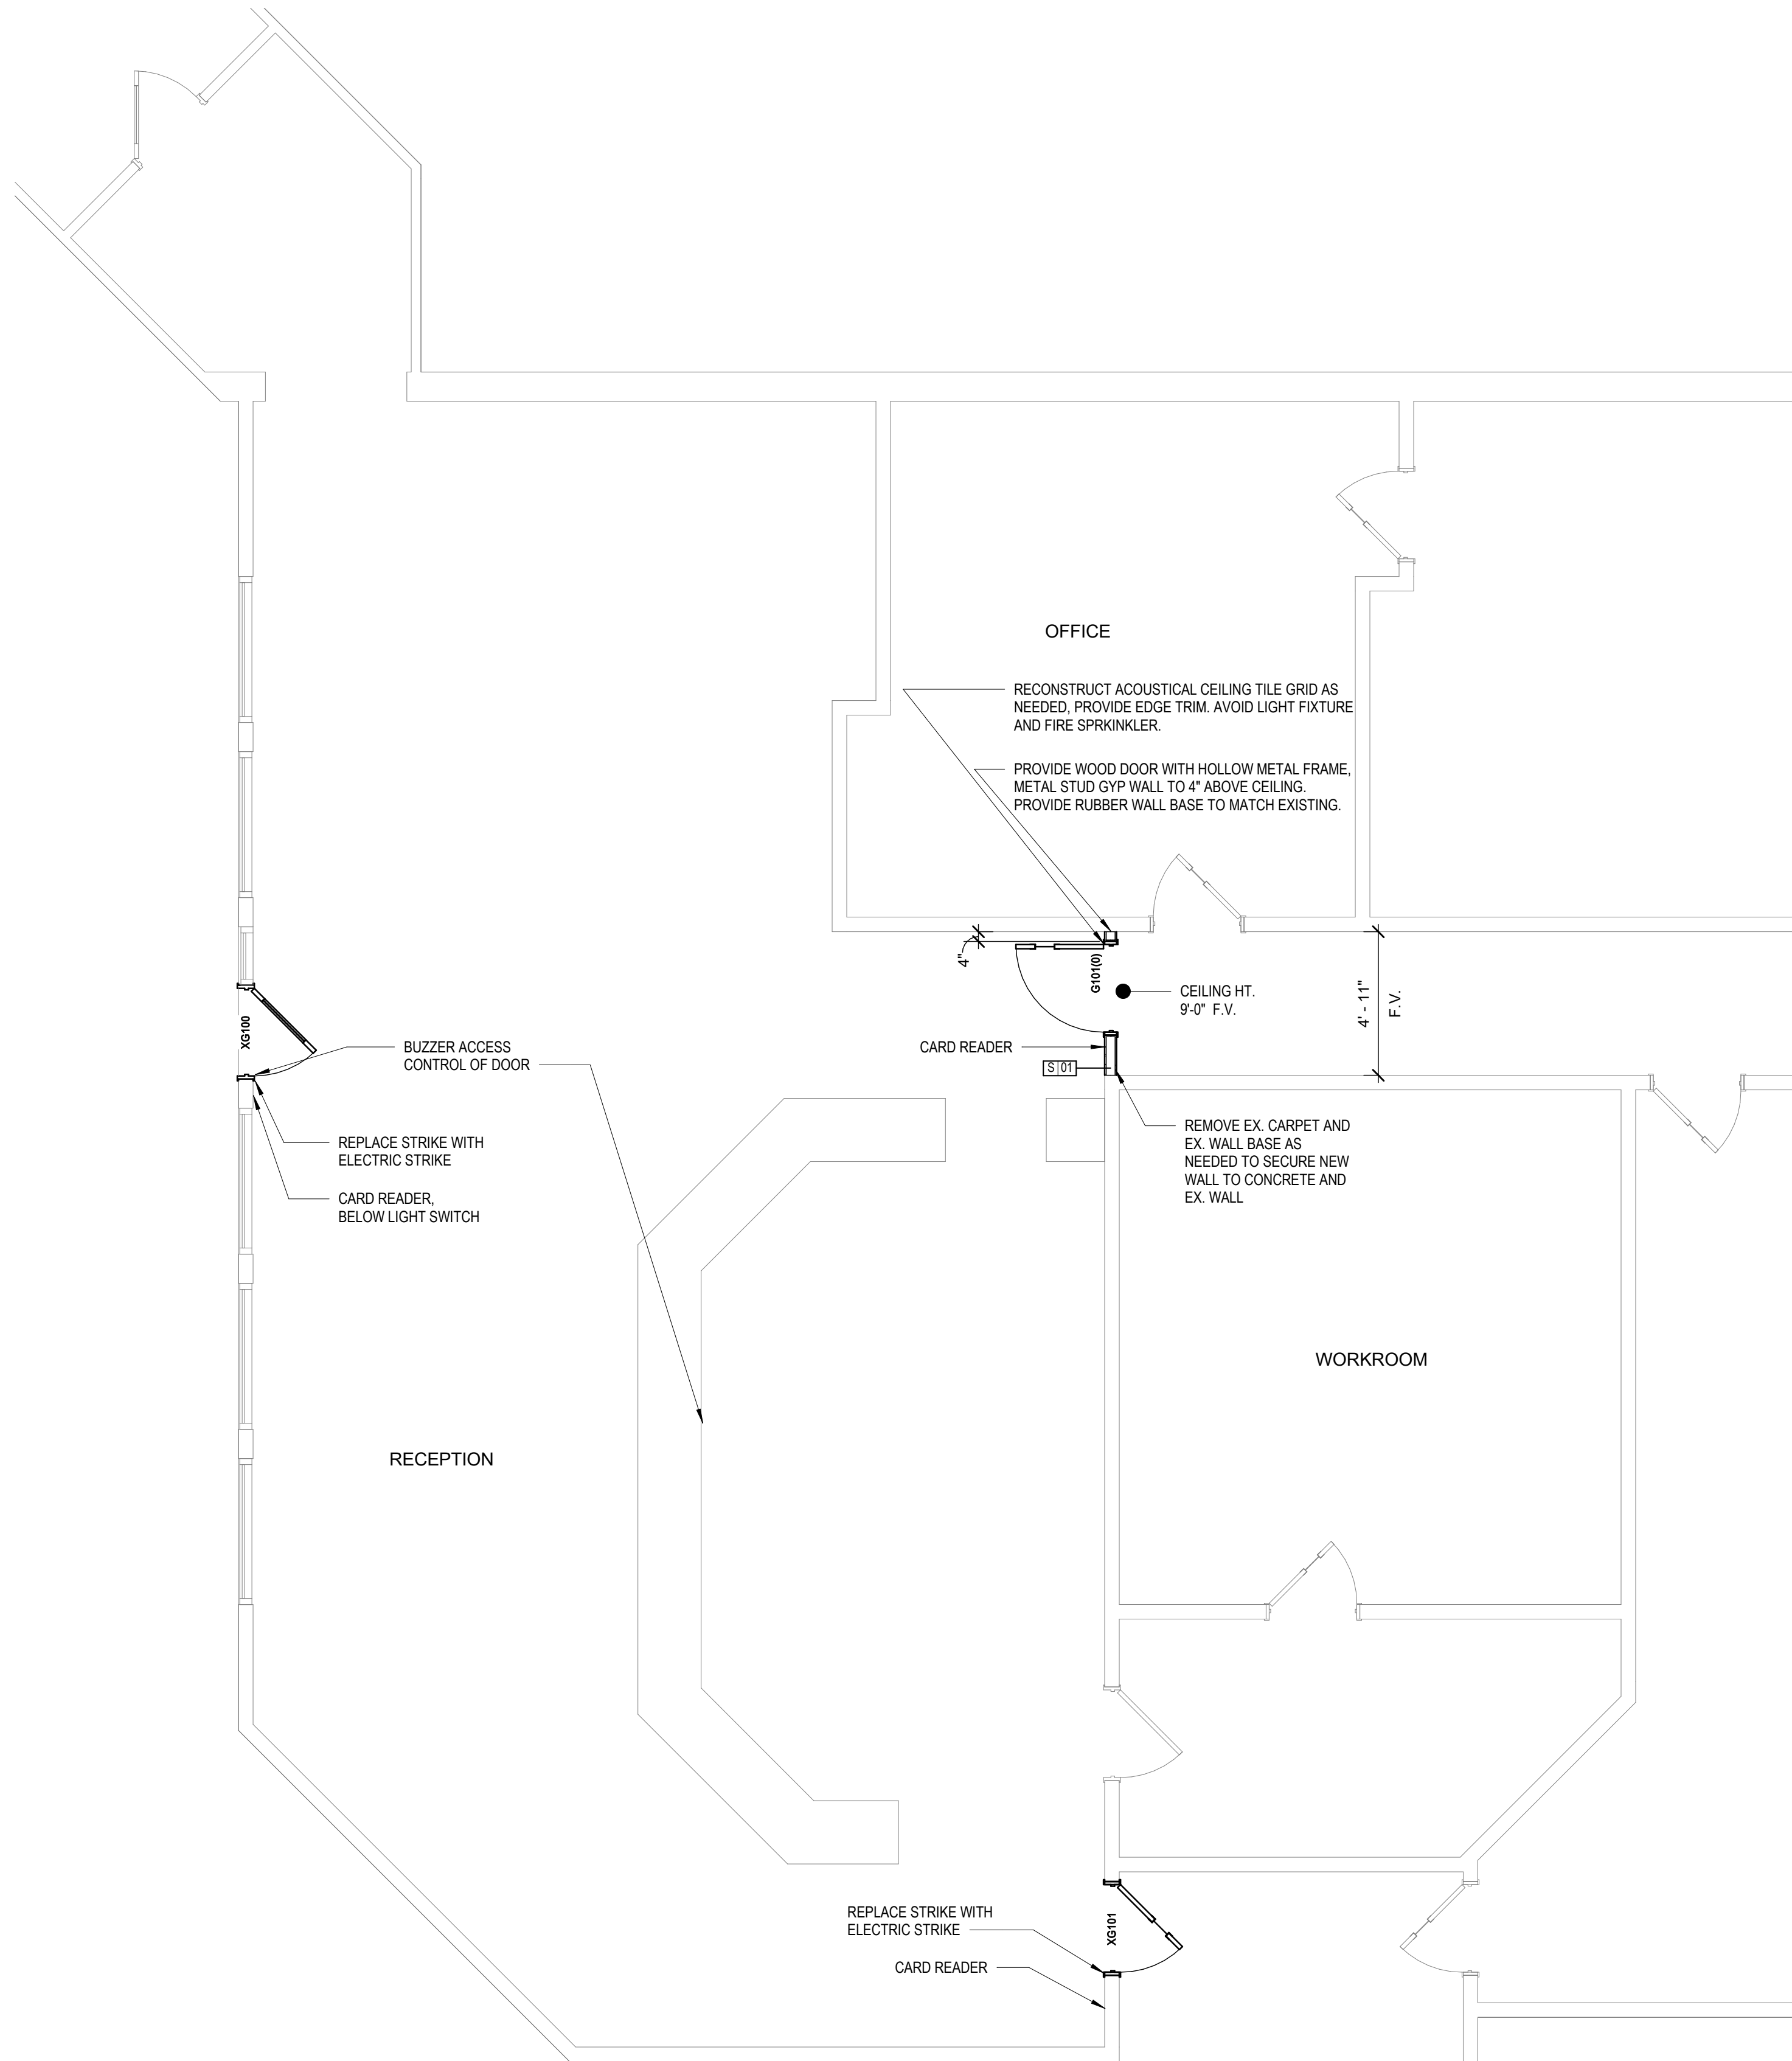 OFFICE
RECONSTRUCT ACOUSTICAL CEILING TILE GRID AS
NEEDED, PROVIDE EDGE TRIM. AVOID LIGHT FIXTURE
AND FIRE SPRKINKLER.
PROVIDE WOOD DOOR WITH HOLLOW METAL FRAME,
METAL STUD GYP WALL TO 4" ABOVE CEILING.
PROVIDE RUBBER WALL BASE TO MATCH EXISTING.
4"
G101(0)
CEILING HT.
9'-0" F.V.
4' - 11"
F.V.
XG100
BUZZER ACCESS
CONTROL OF DOOR
CARD READER
S 01
REPLACE STRIKE WITH
ELECTRIC STRIKE
CARD READER,
BELOW LIGHT SWITCH
REMOVE EX. CARPET AND
EX. WALL BASE AS
NEEDED TO SECURE NEW
WALL TO CONCRETE AND
EX. WALL
WORKROOM
RECEPTION
REPLACE STRIKE WITH
ELECTRIC STRIKE
XG101
CARD READER